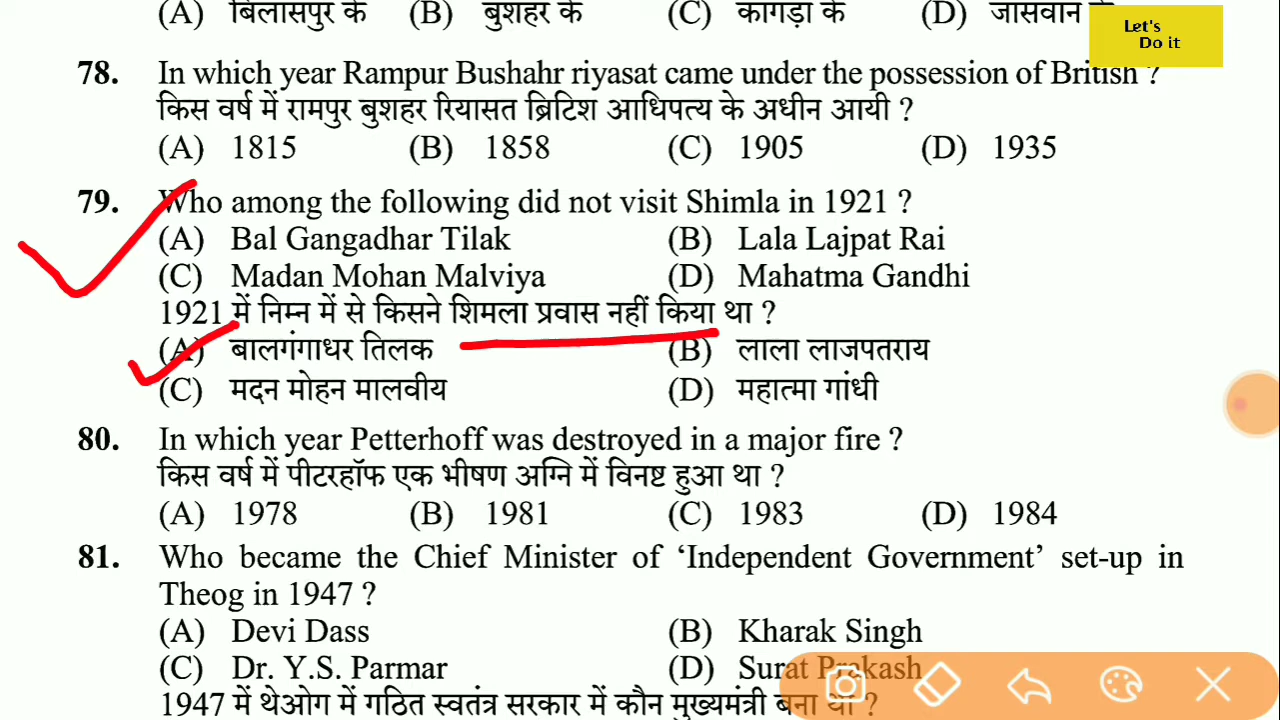 (A) बिलासपुर के (B) बुशहर के (C) कागड़ा के (D) जासवान के
Let's
Do it
78. In which year Rampur Bushahr riyasat came under the possession of British ?
किस वर्ष में रामपुर बुशहर रियासत ब्रिटिश आधिपत्य के अधीन आयी ?
(A) 1815 (B) 1858 (C) 1905 (D) 1935
79. Who among the following did not visit Shimla in 1921 ?
(A) Bal Gangadhar Tilak (B) Lala Lajpat Rai
(C) Madan Mohan Malviya (D) Mahatma Gandhi
1921 में निम्न में से किसने शिमला प्रवास नहीं किया था ?
(A) बालगंगाधर तिलक (B) लाला लाजपतराय
(C) मदन मोहन मालवीय (D) महात्मा गांधी
80. In which year Petterhoff was destroyed in a major fire ?
किस वर्ष में पीटरहॉफ एक भीषण अग्नि में विनष्ट हुआ था ?
(A) 1978 (B) 1981 (C) 1983 (D) 1984
81. Who became the Chief Minister of ‘Independent Government’ set-up in
Theog in 1947 ?
(A) Devi Dass (B) Kharak Singh
(C) Dr. Y.S. Parmar (D) Surat Prakash
1947 में थेओग में गठित स्वतंत्र सरकार में कौन मुख्यमंत्री बना था ?